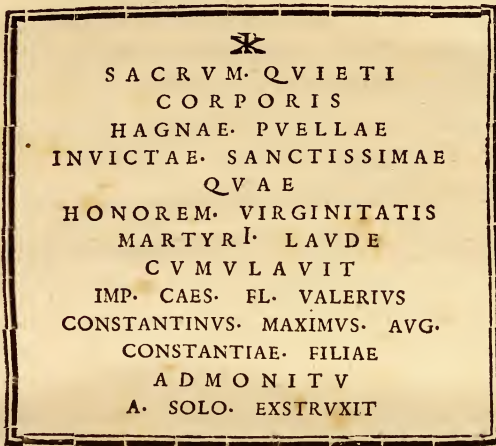 ☧
SACRVM· QVIETI
CORPORIS
HAGNAE· PVELLAE
INVICTAE· SANCTISSIMAE
QVAE
HONOREM· VIRGINITATIS
MARTYRI· LAVDE
CVMVLAVIT
IMP· CAES· FL· VALERIVS
CONSTANTINVS· MAXIMVS· AVG·
CONSTANTIAE· FILIAE
ADMONITV
A· SOLO· EXSTRVXIT